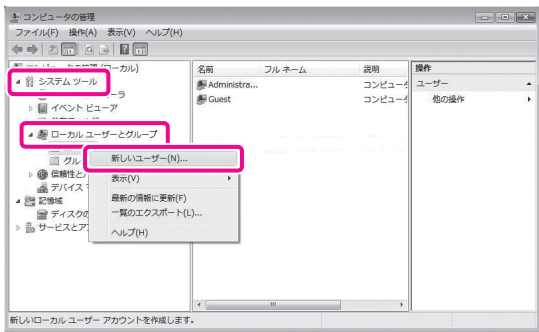 コンピュータの管理
ファイル(F) 操作(A) 表示(V) ヘルプ(H)
(ローカル)
システム ツール
ーラ
イベント ビューア
ローカル ユーザーとグループ
グル
信頼性と
デバイス
記憶域
ディスクの
サービスとア
新しいユーザー(N)...
表示(V)
最新の情報に更新(F)
一覧のエクスポート(L)...
ヘルプ(H)
名前 フル ネーム 説明
Administra... コンピュータ
Guest コンピュータ
操作
ユーザー
他の操作
新しいローカル ユーザー アカウントを作成します。